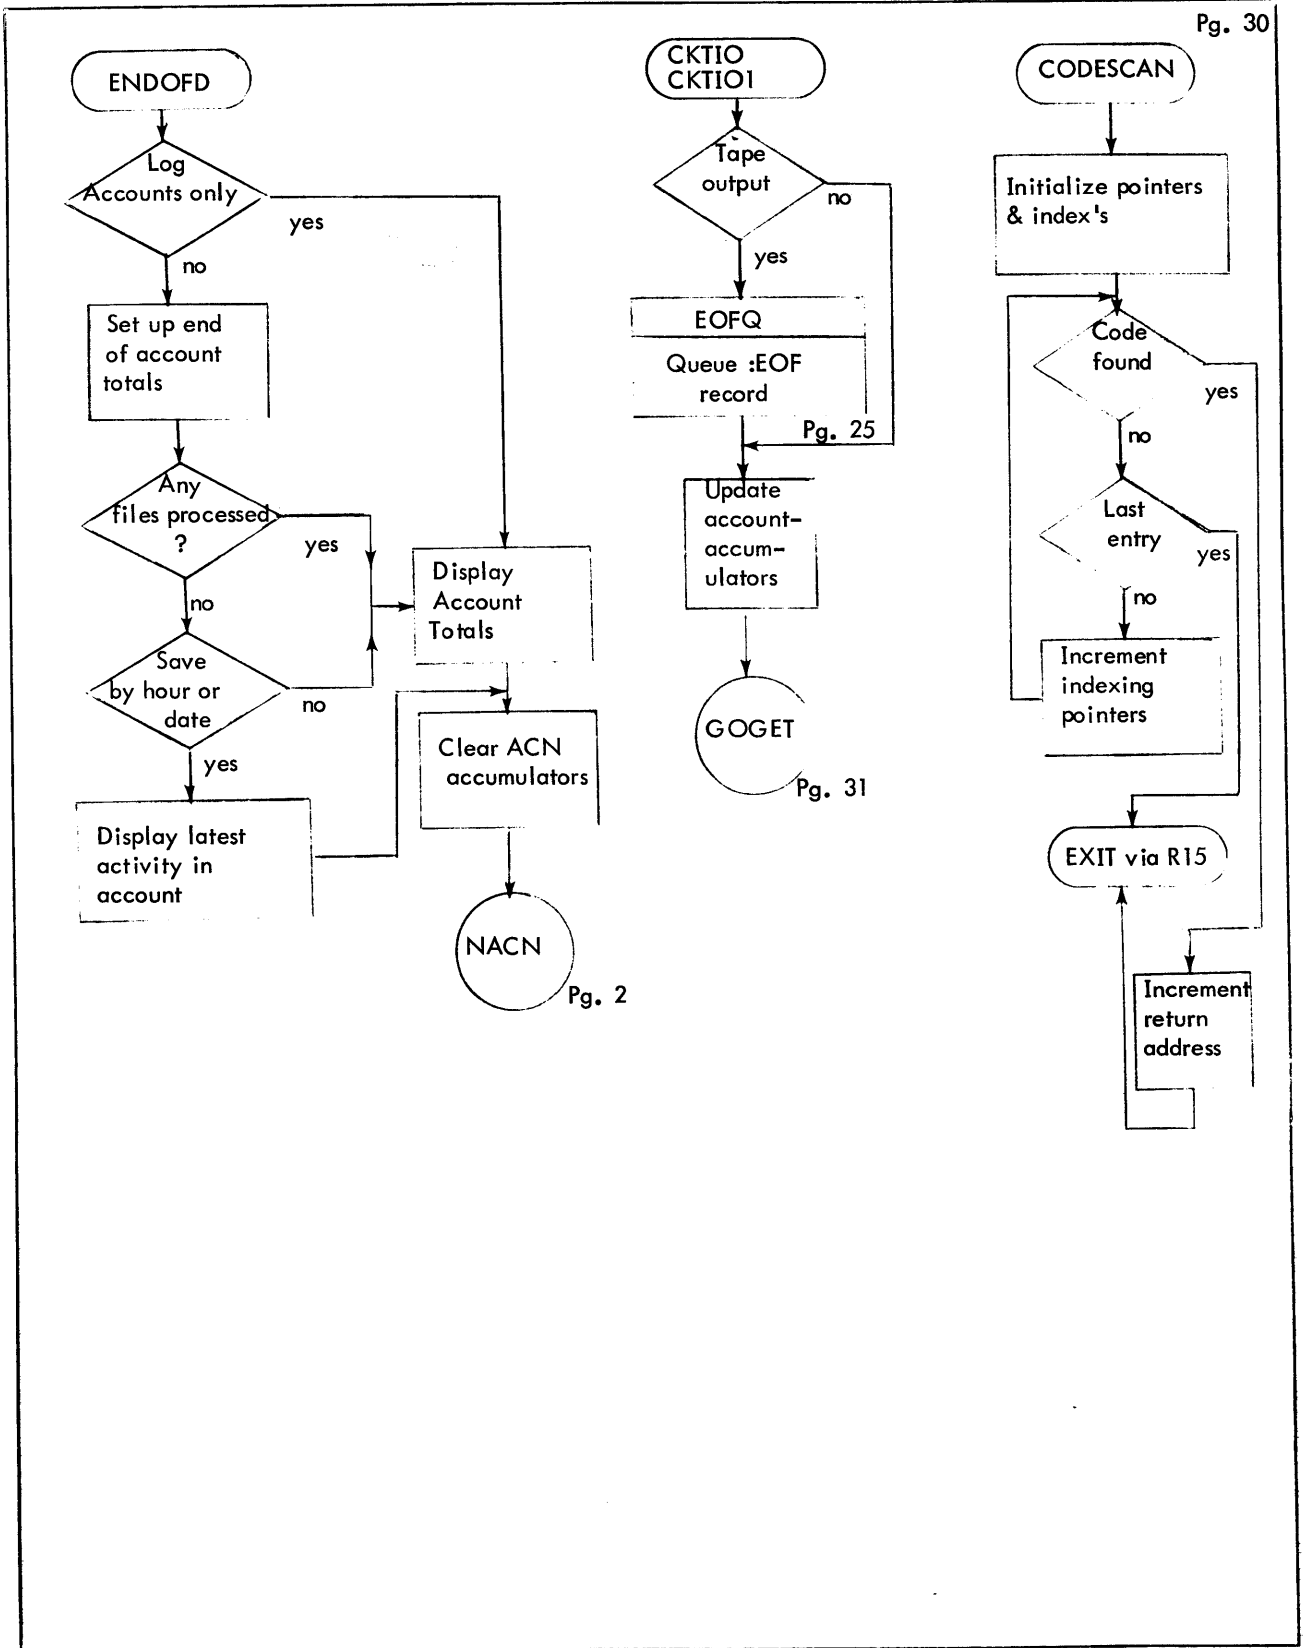 Pg. 30
ENDOFD
Log
Accounts only
yes
no
Set up end
of account
totals
Any
files processed
?
yes
no
Save
by hour or
date
no
yes
Display latest
activity in
account
Display
Account
Totals
Clear ACN
accumulators
NACN
Pg. 2
CKTIO
CKTIO1
Tape
output
no
yes
EOFQ
Queue :EOF
record
Pg. 25
Update
account-
accum-
ulators
GOGET
Pg. 31
CODESCAN
Initialize pointers
& index's
Code
found
yes
no
Last
entry
yes
no
Increment
indexing
pointers
EXIT via R15
Increment
return
address